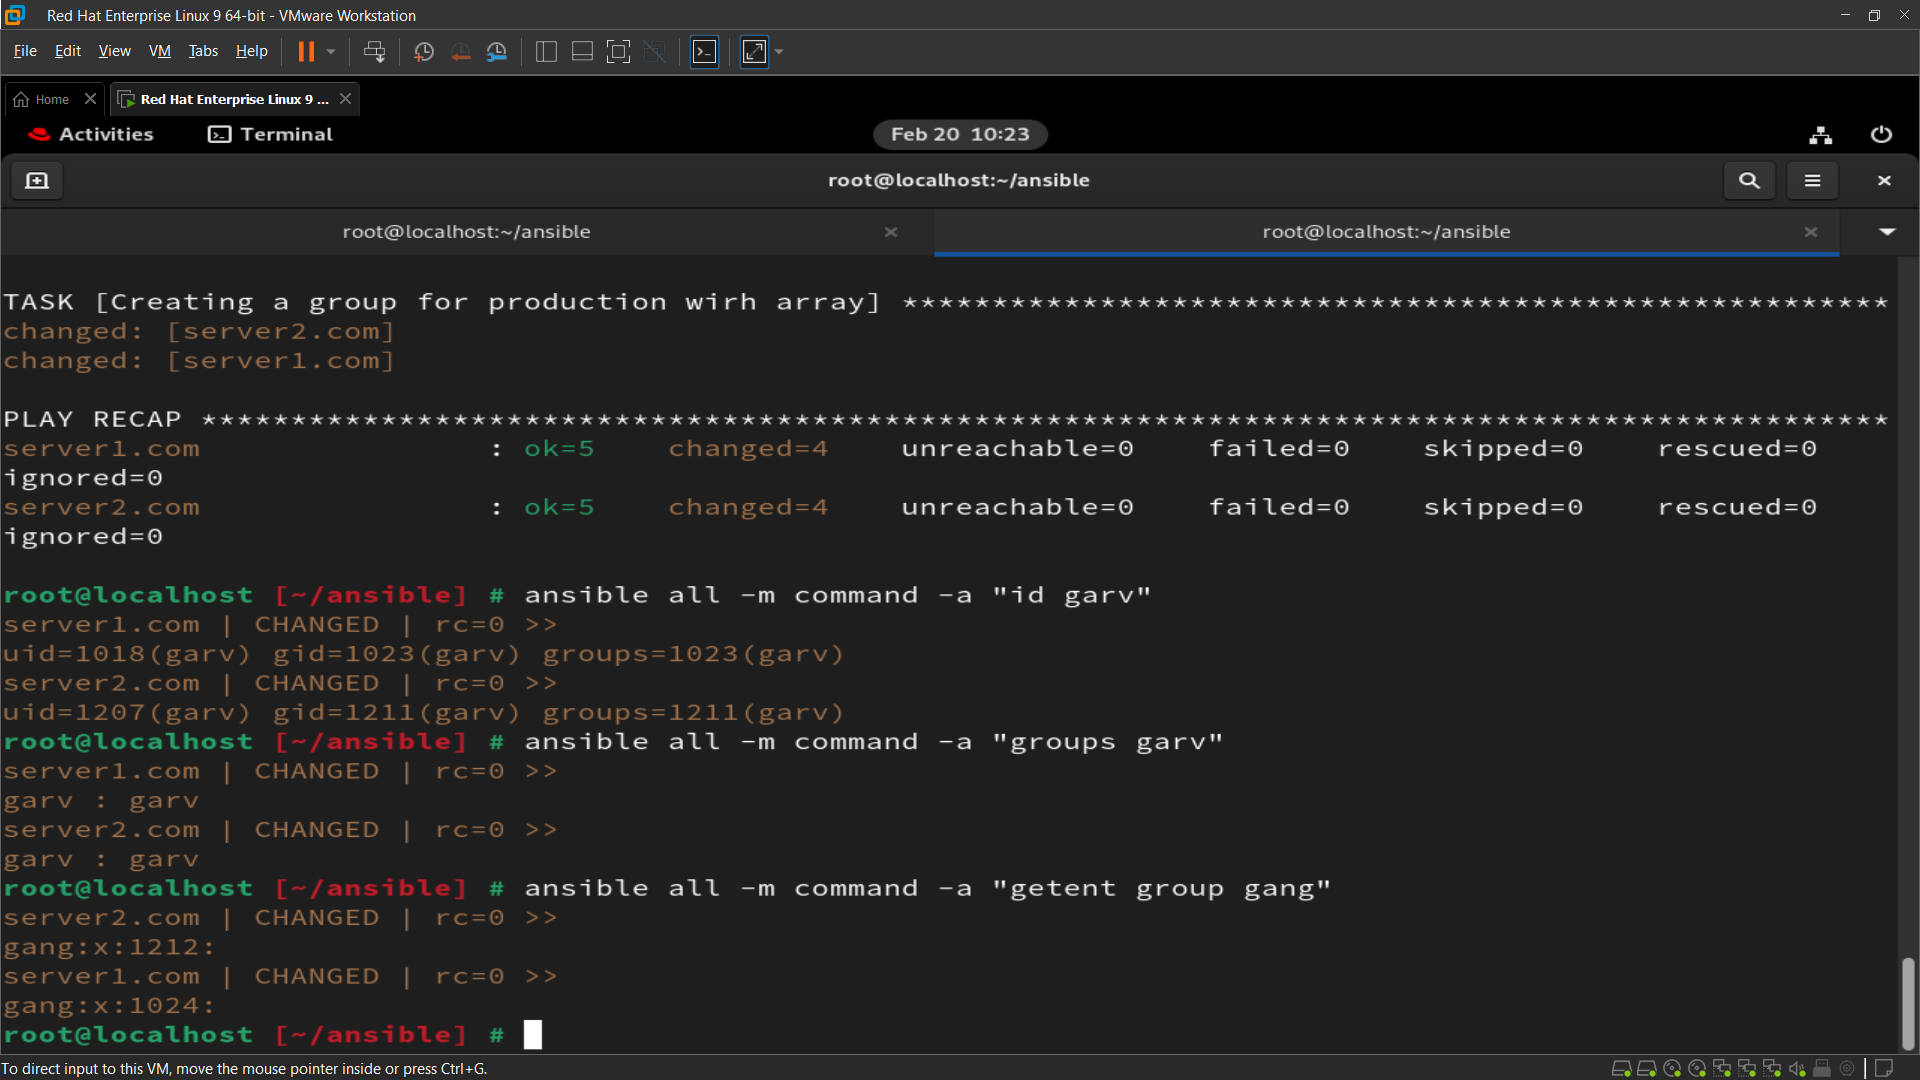 Red Hat Enterprise Linux 9 64-bit - VMware Workstation
File Edit View VM Tabs Help
Home Red Hat Enterprise Linux 9 ...
Activities Terminal Feb 20 10:23
root@localhost:~/ansible
root@localhost:~/ansible root@localhost:~/ansible
TASK [Creating a group for production wirh array] *******************************************************
changed: [server2.com]
changed: [server1.com]
PLAY RECAP **********************************************************************************************
server1.com : ok=5 changed=4 unreachable=0 failed=0 skipped=0 rescued=0
ignored=0
server2.com : ok=5 changed=4 unreachable=0 failed=0 skipped=0 rescued=0
ignored=0
root@localhost [~/ansible] # ansible all -m command -a "id garv"
server1.com | CHANGED | rc=0 >>
uid=1018(garv) gid=1023(garv) groups=1023(garv)
server2.com | CHANGED | rc=0 >>
uid=1207(garv) gid=1211(garv) groups=1211(garv)
root@localhost [~/ansible] # ansible all -m command -a "groups garv"
server1.com | CHANGED | rc=0 >>
garv : garv
server2.com | CHANGED | rc=0 >>
garv : garv
root@localhost [~/ansible] # ansible all -m command -a "getent group gang"
server2.com | CHANGED | rc=0 >>
gang:x:1212:
server1.com | CHANGED | rc=0 >>
gang:x:1024:
root@localhost [~/ansible] #
To direct input to this VM, move the mouse pointer inside or press Ctrl+G.